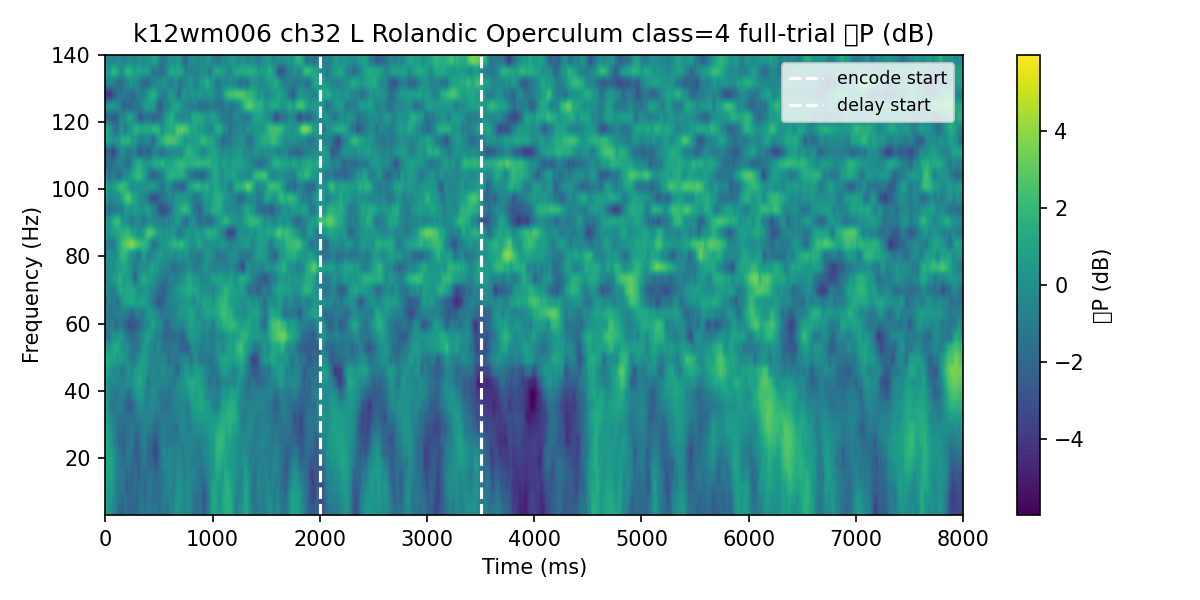 k12wm006 ch32 L Rolandic Operculum class=4 full-trial ▯P (dB)
140
120
100
80
60
40
20
Frequency (Hz)
encode start
delay start
0 1000 2000 3000 4000 5000 6000 7000 8000
Time (ms)
4
2
0
−2
−4
▯P (dB)